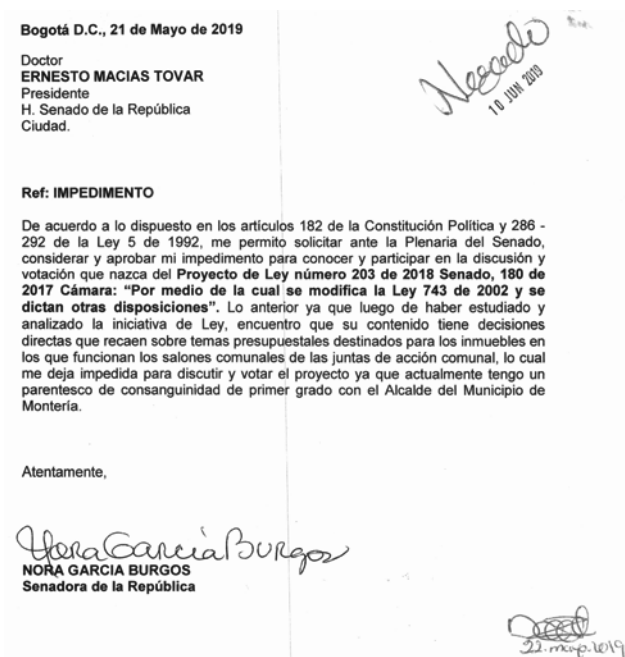 Bogotá D.C., 21 de Mayo de 2019
Doctor
ERNESTO MACIAS TOVAR
Presidente
H. Senado de la República
Ciudad.
Negado
10 JUN 2019
Ref: IMPEDIMENTO
De acuerdo a lo dispuesto en los artículos 182 de la Constitución Política y 286 -
292 de la Ley 5 de 1992, me permito solicitar ante la Plenaria del Senado,
considerar y aprobar mi impedimento para conocer y participar en la discusión y
votación que nazca del Proyecto de Ley número 203 de 2018 Senado, 180 de
2017 Cámara: “Por medio de la cual se modifica la Ley 743 de 2002 y se
dictan otras disposiciones”. Lo anterior ya que luego de haber estudiado y
analizado la iniciativa de Ley, encuentro que su contenido tiene decisiones
directas que recaen sobre temas presupuestales destinados para los inmuebles en
los que funcionan los salones comunales de las juntas de acción comunal, lo cual
me deja impedida para discutir y votar el proyecto ya que actualmente tengo un
parentesco de consanguinidad de primer grado con el Alcalde del Municipio de
Montería.
Atentamente,
Nora García Burgos
NORA GARCIA BURGOS
Senadora de la República
22.mayo.2019